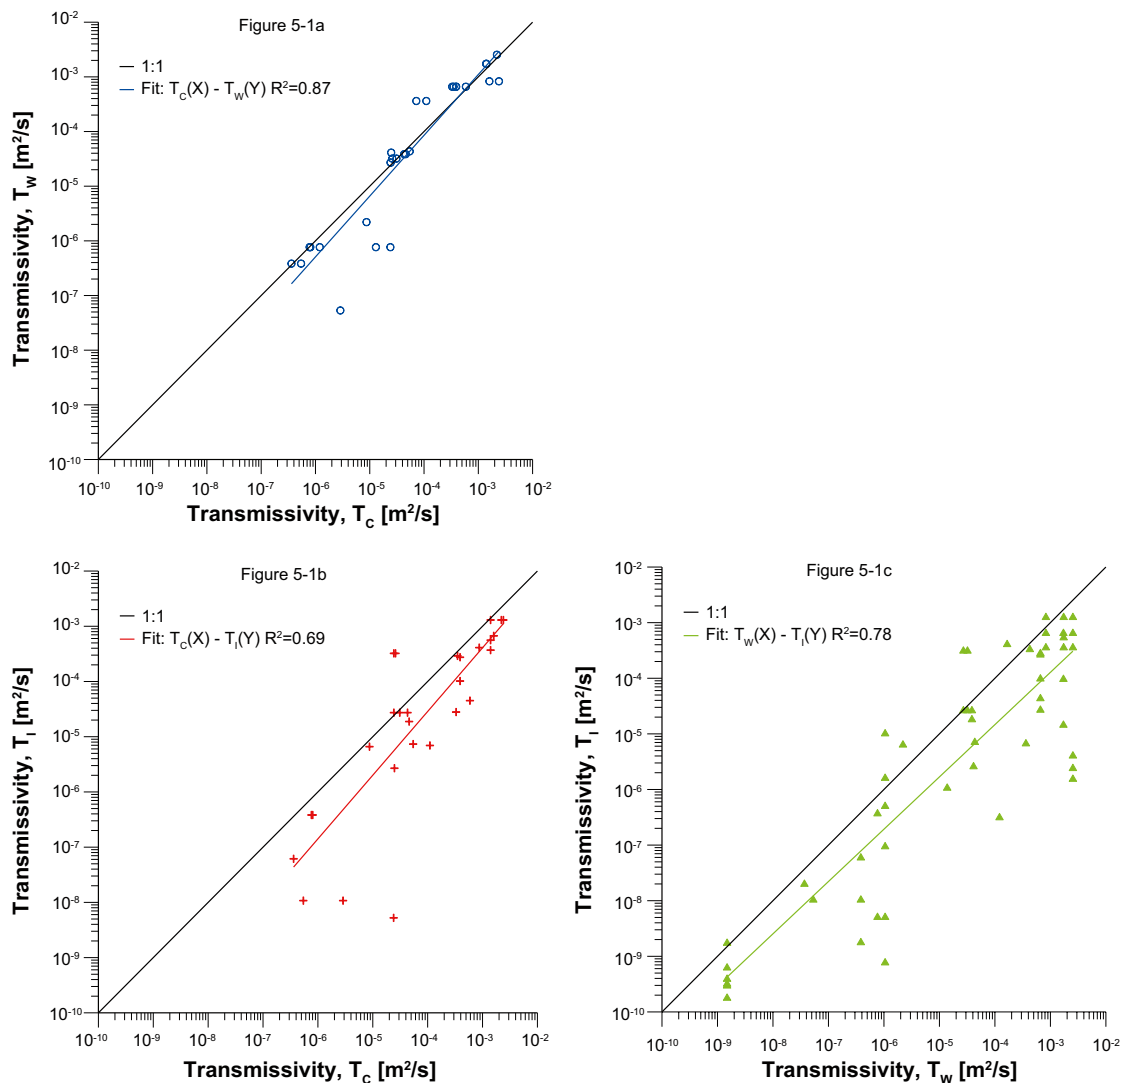 Figure 5-1a
1:1
Fit: T_C(X) - T_W(Y) R²=0.87
Transmissivity, T_W [m²/s]
10⁻²
10⁻³
10⁻⁴
10⁻⁵
10⁻⁶
10⁻⁷
10⁻⁸
10⁻⁹
10⁻¹⁰
10⁻¹⁰ 10⁻⁹ 10⁻⁸ 10⁻⁷ 10⁻⁶ 10⁻⁵ 10⁻⁴ 10⁻³ 10⁻²
Transmissivity, T_C [m²/s]
Figure 5-1b
1:1
Fit: T_C(X) - T_I(Y) R²=0.69
Transmissivity, T_I [m²/s]
10⁻²
10⁻³
10⁻⁴
10⁻⁵
10⁻⁶
10⁻⁷
10⁻⁸
10⁻⁹
10⁻¹⁰
10⁻¹⁰ 10⁻⁹ 10⁻⁸ 10⁻⁷ 10⁻⁶ 10⁻⁵ 10⁻⁴ 10⁻³ 10⁻²
Transmissivity, T_C [m²/s]
Figure 5-1c
1:1
Fit: T_W(X) - T_I(Y) R²=0.78
Transmissivity, T_I [m²/s]
10⁻²
10⁻³
10⁻⁴
10⁻⁵
10⁻⁶
10⁻⁷
10⁻⁸
10⁻⁹
10⁻¹⁰
10⁻¹⁰ 10⁻⁹ 10⁻⁸ 10⁻⁷ 10⁻⁶ 10⁻⁵ 10⁻⁴ 10⁻³ 10⁻²
Transmissivity, T_W [m²/s]